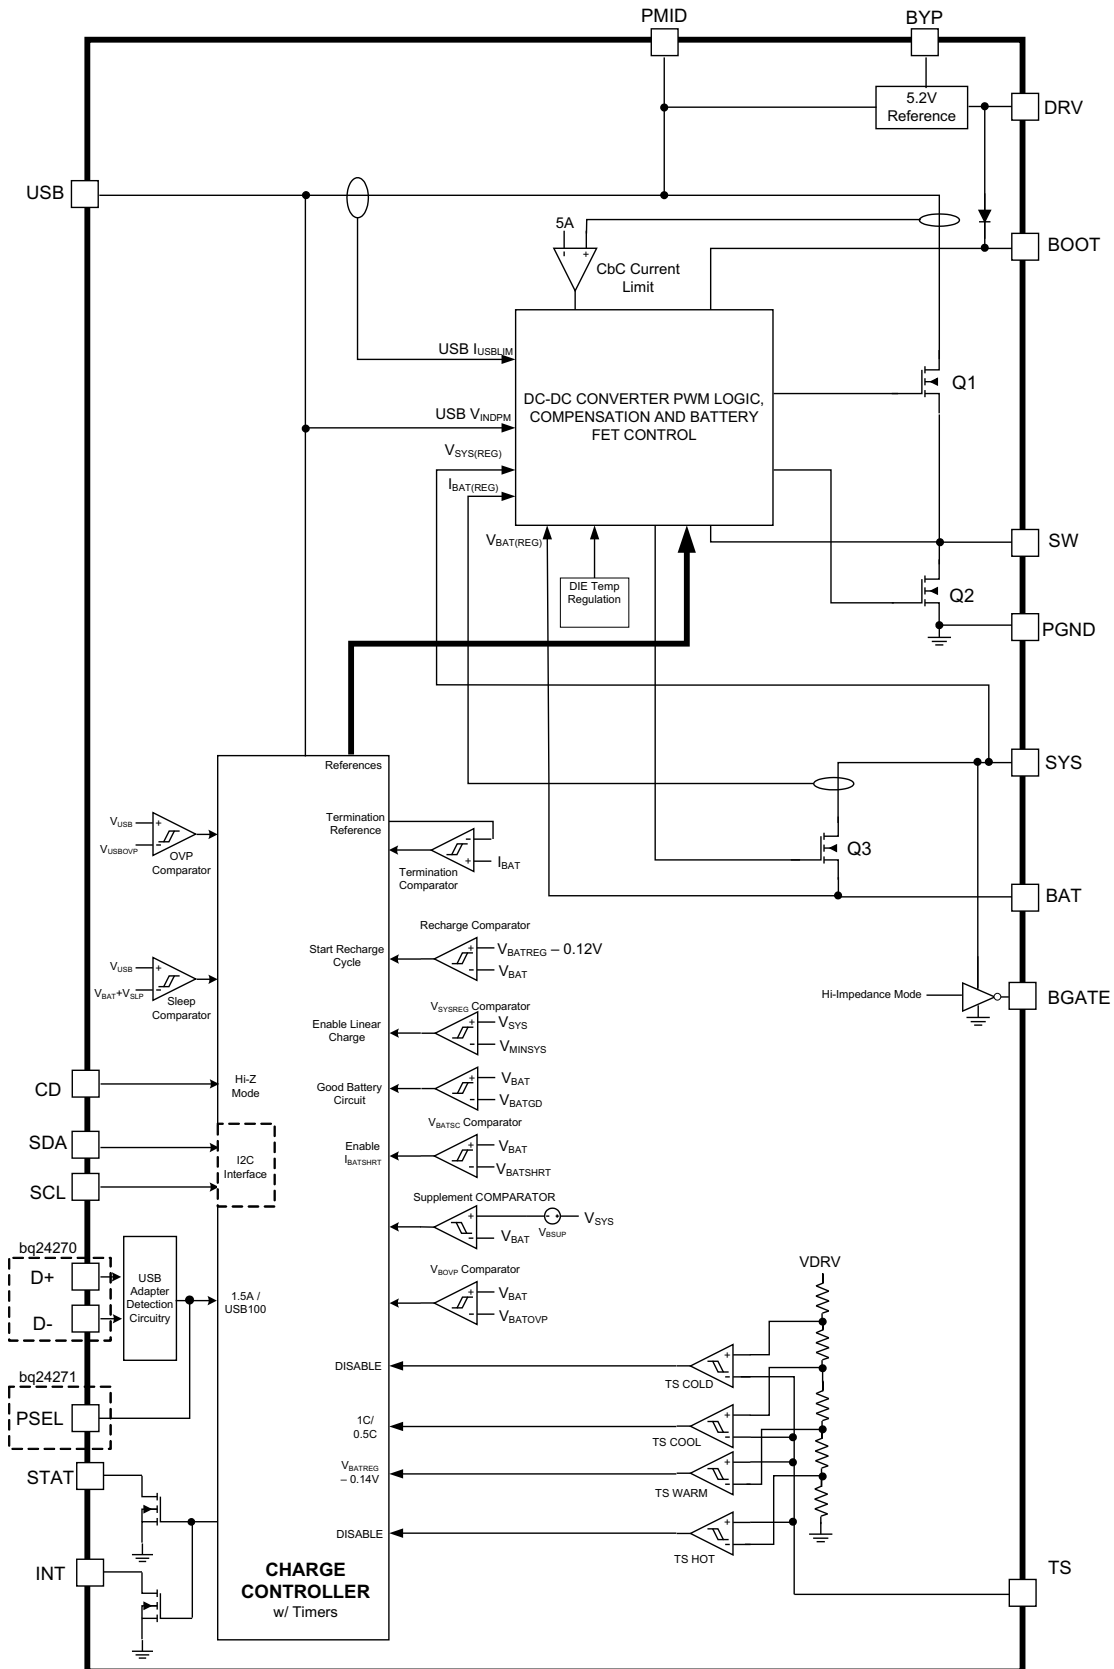 PMID
BYP
5.2V
Reference
DRV
USB
5A
- +
CbC Current
Limit
BOOT
USB IUSBLIM
USB VINDPM
VSYS(REG)
IBAT(REG)
DC-DC CONVERTER PWM LOGIC,
COMPENSATION AND BATTERY
FET CONTROL
Q1
VBAT(REG)
DIE Temp
Regulation
SW
Q2
PGND
References
SYS
VUSB
VUSBOVP
+
-
OVP
Comparator
Termination
Reference
-
+
IBAT
Termination
Comparator
Q3
BAT
Recharge Comparator
Start Recharge
Cycle
+
-
VBATREG – 0.12V
VBAT
VUSB
VBAT+VSLP
+
-
Sleep
Comparator
Hi-Impedance Mode
BGATE
VSYSREG Comparator
Enable Linear
Charge
+
-
VSYS
VMINSYS
CD
Hi-Z
Mode
Good Battery
Circuit
+
-
VBAT
VBATGD
SDA
SCL
I2C
Interface
VBATSC Comparator
Enable
IBATSHRT
+
-
VBAT
VBATSHRT
Supplement COMPARATOR
+
-
VBAT
VBSUP
VSYS
bq24270
D+
D-
USB
Adapter
Detection
Circuitry
1.5A /
USB100
VBOVP Comparator
+
-
VBAT
VBATOVP
VDRV
bq24271
PSEL
DISABLE
+
-
TS COLD
1C/
0.5C
+
-
TS COOL
VBATREG
– 0.14V
+
-
TS WARM
DISABLE
+
-
TS HOT
STAT
INT
CHARGE
CONTROLLER
w/ Timers
TS